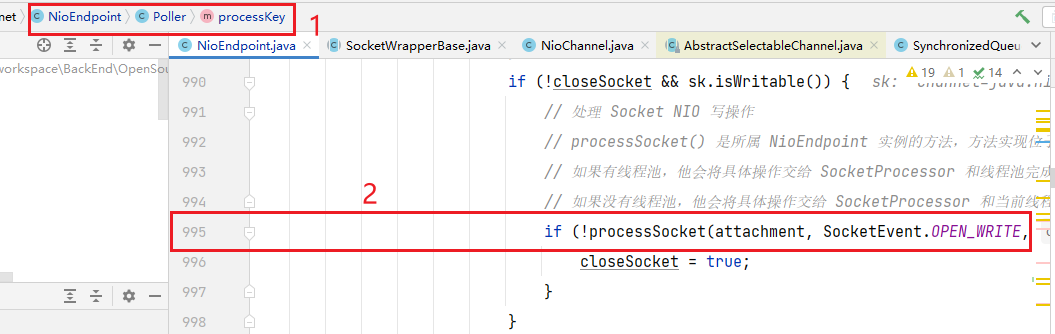 net NioEndpoint Poller m processKey 1
NioEndpoint.java SocketWrapperBase.java NioChannel.java AbstractSelectableChannel.java SynchronizedQueu
workspace\BackEnd\OpenSou
990 if (!closeSocket && sk.isWritable()) { sk: 19 1 14
991 // 处理 Socket NIO 写操作
992 // processSocket() 是所属 NioEndpoint 实例的方法,方法实现位于
993 // 如果有线程池,他会将具体操作交给 SocketProcessor 和线程池完成
2
994 // 如果没有线程池,他会将具体操作交给 SocketProcessor 和当前线程
995 if (!processSocket(attachment, SocketEvent.OPEN_WRITE,
996 closeSocket = true;
997 }
998 }